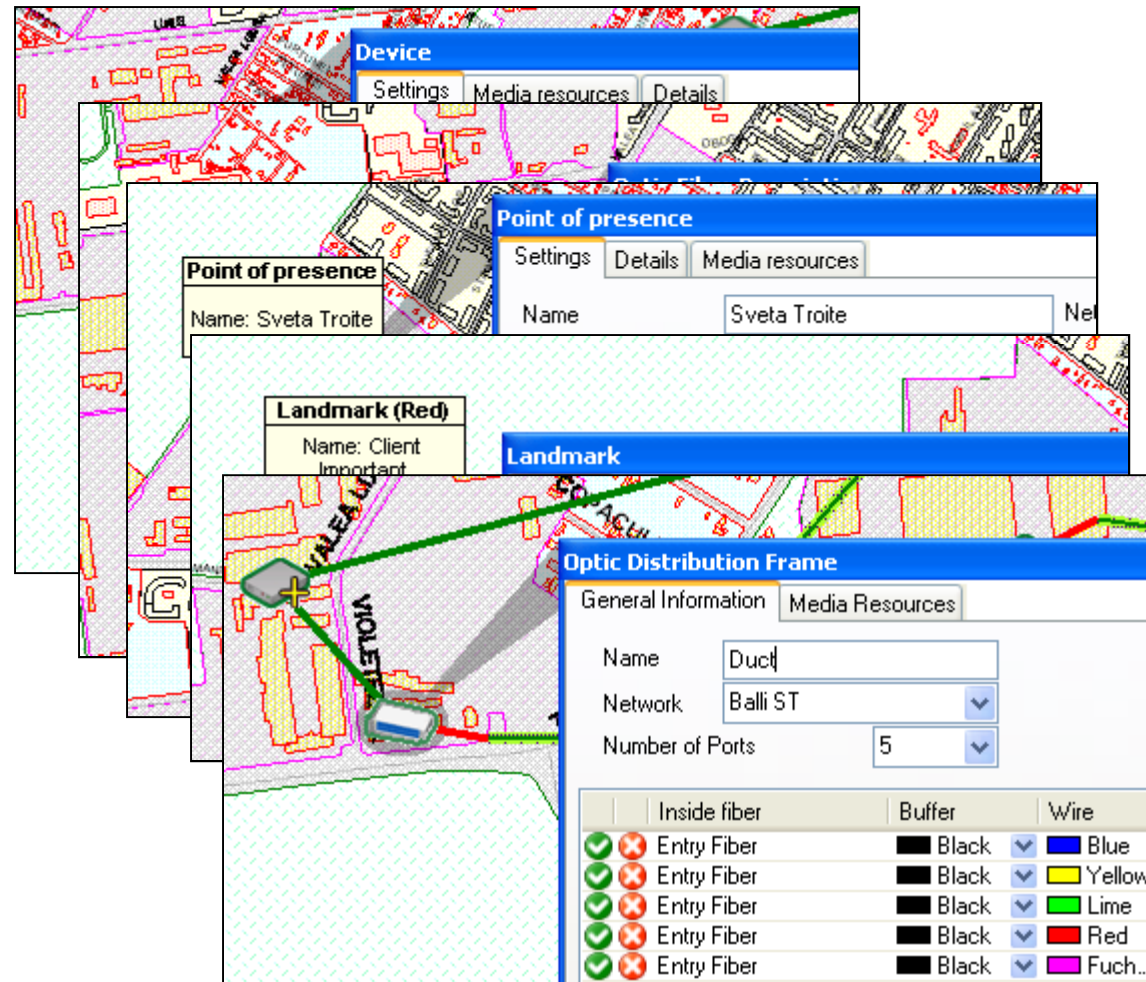 Device
Settings Media resources Details
Point of presence
Settings Details Media resources
Point of presence
Name: Sveta Troite
Name Sveta Troite
Landmark (Red)
Name: Client
Important
Landmark
VIOLETE
Optic Distribution Frame
General Information Media Resources
Name Duct
Network Balli ST
Number of Ports 5
Inside fiber Buffer Wire
Entry Fiber Black Blue
Entry Fiber Black Yellow
Entry Fiber Black Lime
Entry Fiber Black Red
Entry Fiber Black Fuch...